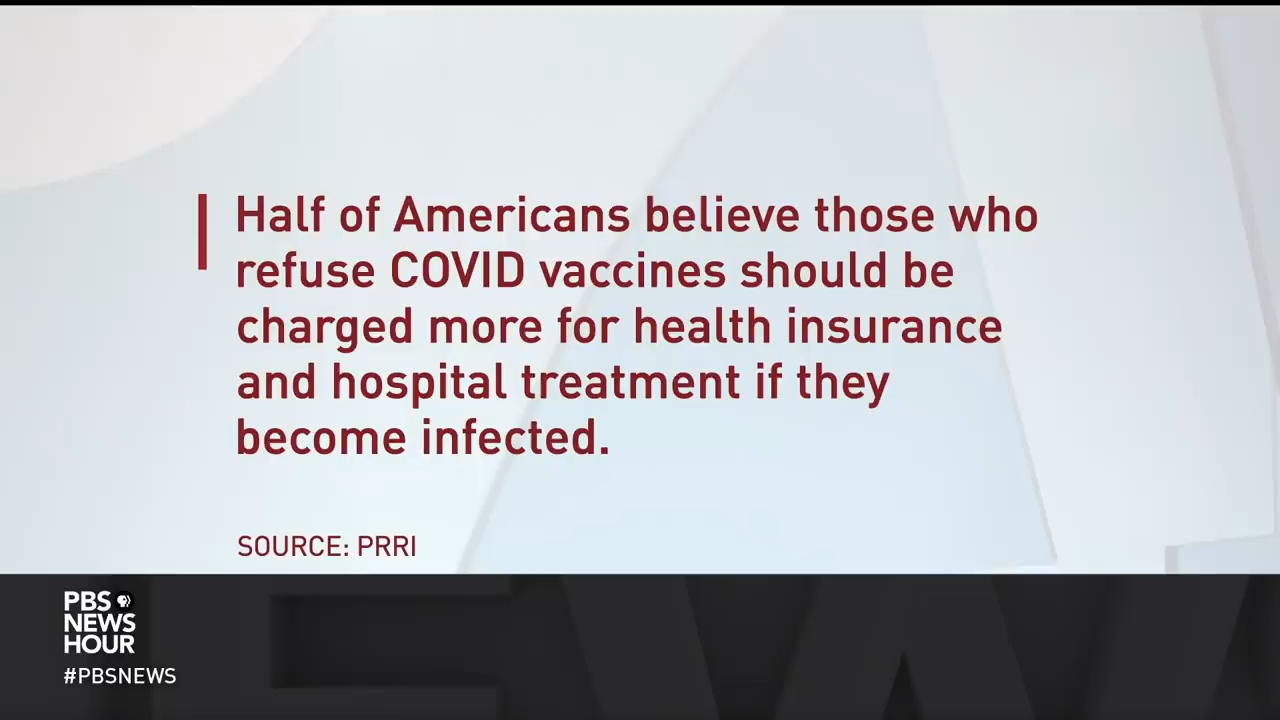 Half of Americans believe those who
refuse COVID vaccines should be
charged more for health insurance
and hospital treatment if they
become infected.
SOURCE: PRRI
PBS
NEWS
HOUR
#PBSNEWS